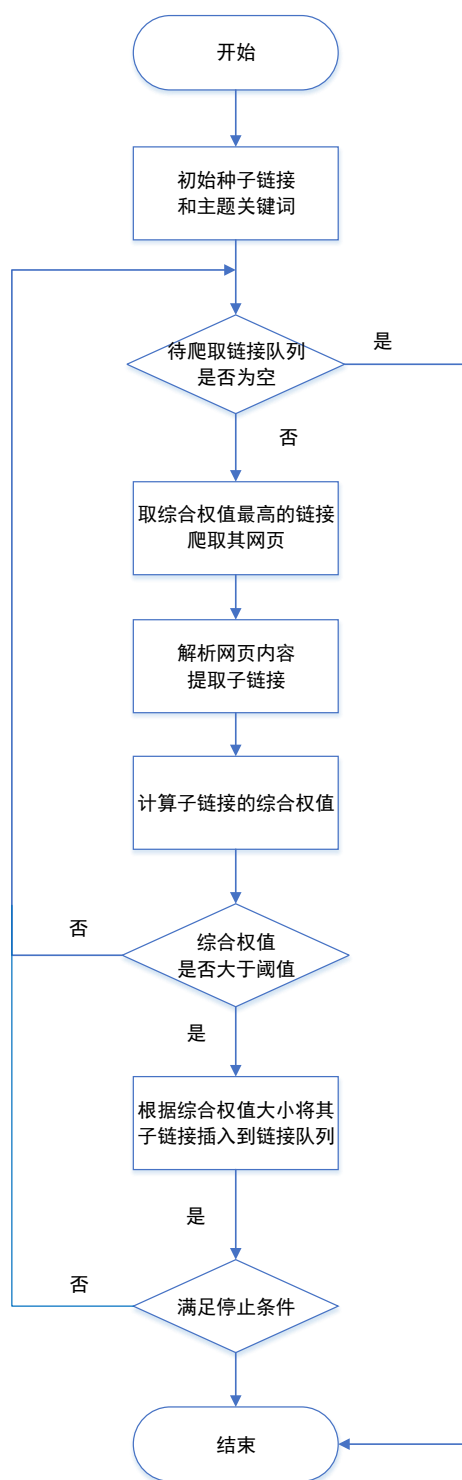 开始
初始种子链接
和主题关键词
待爬取链接队列
是否为空
是
否
取综合权值最高的链接
爬取其网页
解析网页内容
提取子链接
计算子链接的综合权值
综合权值
是否大于阈值
否
是
根据综合权值大小将其
子链接插入到链接队列
是
满足停止条件
否
结束